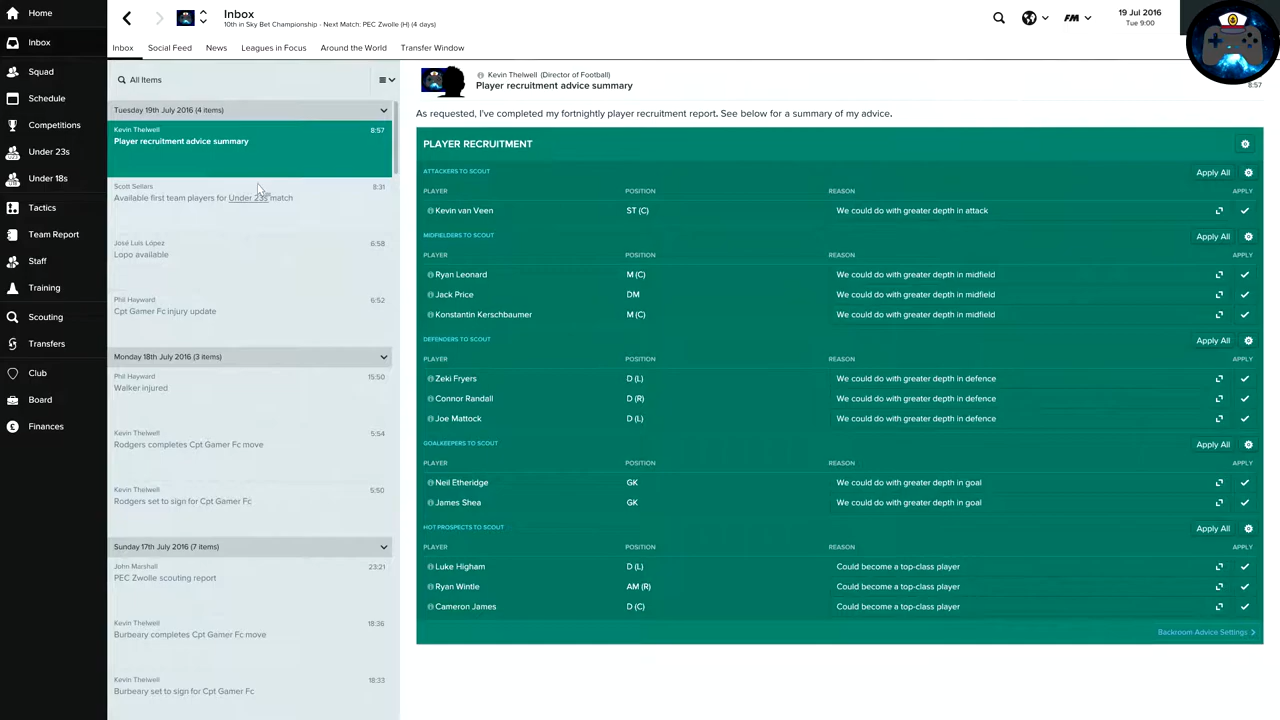 Home
Inbox
Squad
Schedule
Competitions
Under 23s
Under 18s
Tactics
Team Report
Staff
Training
Scouting
Transfers
Club
Board
Finances
Inbox
10th in Sky Bet Championship - Next Match: PEC Zwolle (H) (4 days)
FM
19 Jul 2016
Tue 9:00
Inbox Social Feed News Leagues in Focus Around the World Transfer Window
All Items
Tuesday 19th July 2016 (4 items)
Kevin Thelwell 8:57
Player recruitment advice summary
Scott Sellars 8:31
Available first team players for Under 23s match
José Luis López 6:58
Lopo available
Phil Hayward 6:52
Cpt Gamer Fc injury update
Monday 18th July 2016 (3 items)
Phil Hayward 15:50
Walker injured
Kevin Thelwell 5:54
Rodgers completes Cpt Gamer Fc move
Kevin Thelwell 5:50
Rodgers set to sign for Cpt Gamer Fc
Sunday 17th July 2016 (7 items)
John Marshall 23:21
PEC Zwolle scouting report
Kevin Thelwell 18:36
Burbeary completes Cpt Gamer Fc move
Kevin Thelwell 18:33
Burbeary set to sign for Cpt Gamer Fc
Kevin Thelwell (Director of Football)
Player recruitment advice summary 8:57
As requested, I've completed my fortnightly player recruitment report. See below for a summary of my advice.
PLAYER RECRUITMENT
ATTACKERS TO SCOUT Apply All
PLAYER POSITION REASON APPLY
Kevin van Veen ST (C) We could do with greater depth in attack
MIDFIELDERS TO SCOUT Apply All
PLAYER POSITION REASON APPLY
Ryan Leonard M (C) We could do with greater depth in midfield
Jack Price DM We could do with greater depth in midfield
Konstantin Kerschbaumer M (C) We could do with greater depth in midfield
DEFENDERS TO SCOUT Apply All
PLAYER POSITION REASON APPLY
Zeki Fryers D (L) We could do with greater depth in defence
Connor Randall D (R) We could do with greater depth in defence
Joe Mattock D (L) We could do with greater depth in defence
GOALKEEPERS TO SCOUT Apply All
PLAYER POSITION REASON APPLY
Neil Etheridge GK We could do with greater depth in goal
James Shea GK We could do with greater depth in goal
HOT PROSPECTS TO SCOUT Apply All
PLAYER POSITION REASON APPLY
Luke Higham D (L) Could become a top-class player
Ryan Wintle AM (R) Could become a top-class player
Cameron James D (C) Could become a top-class player
Backroom Advice Settings